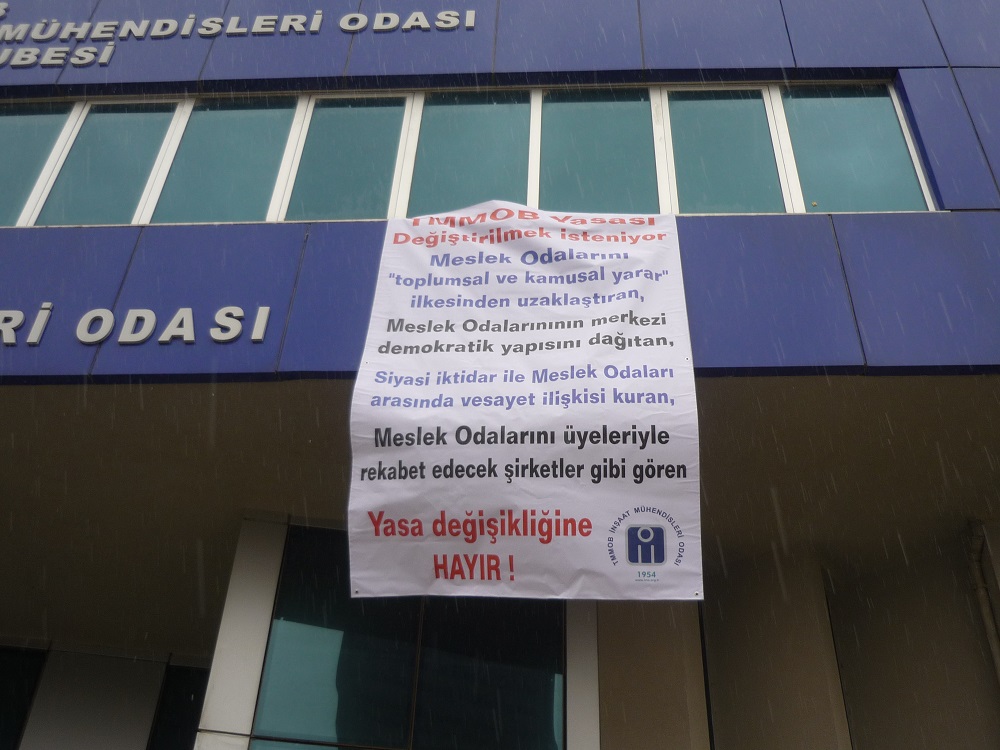 MÜHENDİSLERİ ODASI
UBESİ
Rİ ODASI
TMMOB Yasası
Değiştirilmek isteniyor
Meslek Odalarını
"toplumsal ve kamusal yarar"
ilkesinden uzaklaştıran,
Meslek Odalarınının merkezi
demokratik yapısını dağıtan,
Siyasi iktidar ile Meslek Odaları
arasında vesayet ilişkisi kuran,
Meslek Odalarını üyeleriyle
rekabet edecek şirketler gibi gören
Yasa değişikliğine
HAYIR !
TMMOB İNŞAAT MÜHENDİSLERİ ODASI
1954